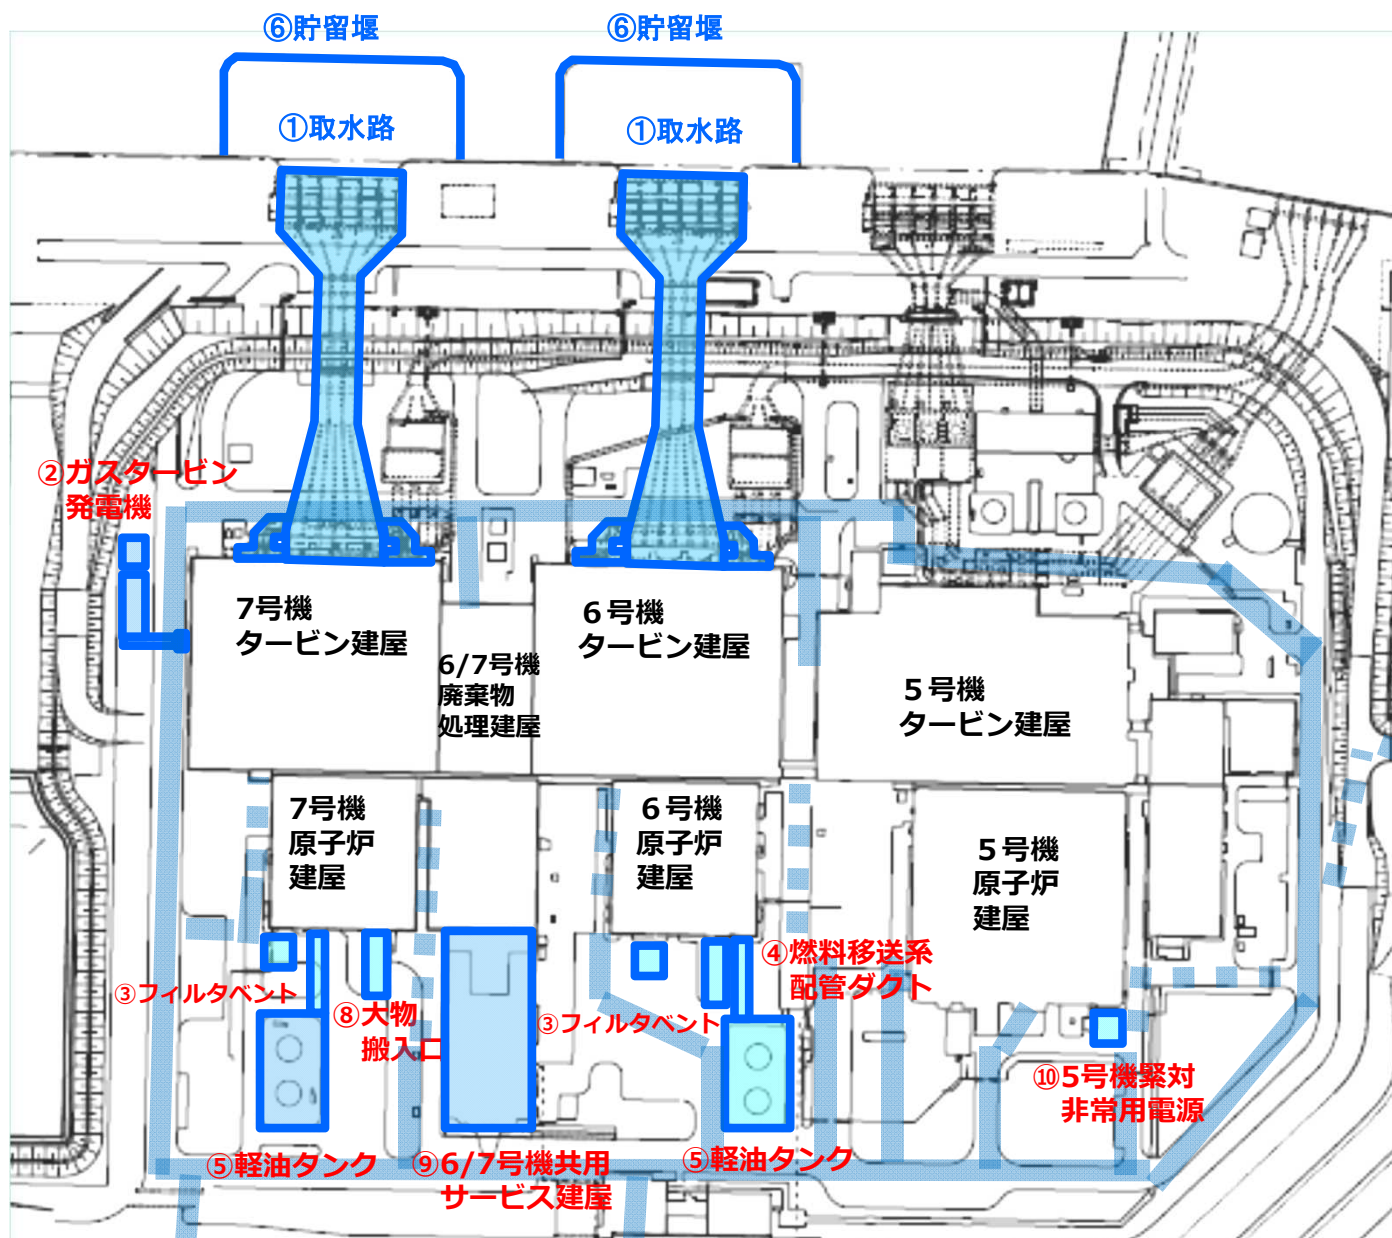 ⑥貯留堰
⑥貯留堰
①取水路
①取水路
②ガスタービン
発電機
7号機
タービン建屋
6/7号機
廃棄物
処理建屋
６号機
タービン建屋
５号機
タービン建屋
7号機
原子炉
建屋
６号機
原子炉
建屋
５号機
原子炉
建屋
③フィルタベント
⑧大物
搬入口
③フィルタベント
④燃料移送系
配管ダクト
⑩5号機緊対
非常用電源
⑤軽油タンク
⑨6/7号機共用
サービス建屋
⑤軽油タンク